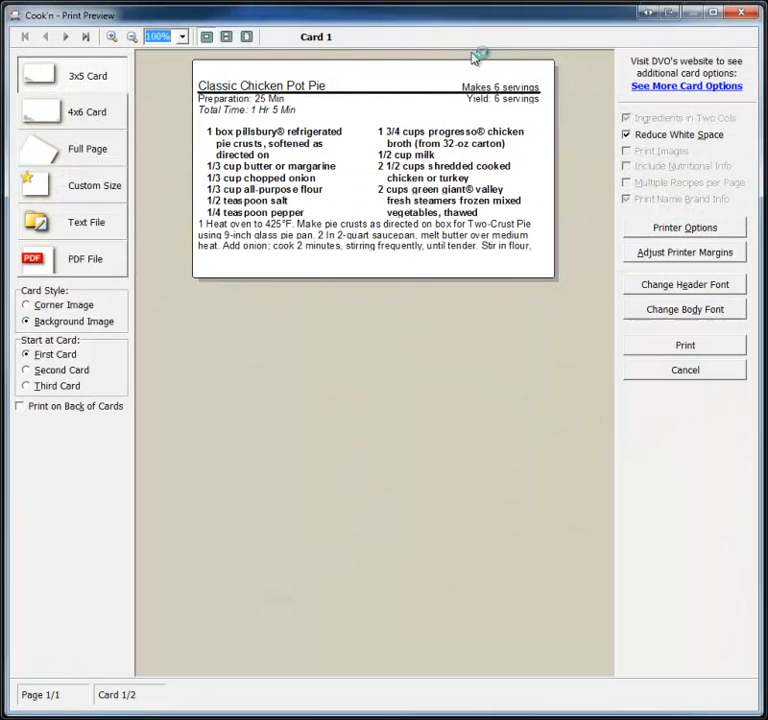 Cook'n - Print Preview
100%
Card 1
3x5 Card
4x6 Card
Full Page
Custom Size
Text File
PDF
PDF File
Card Style:
Corner Image
Background Image
Start at Card:
First Card
Second Card
Third Card
Print on Back of Cards
Classic Chicken Pot Pie
Makes 6 servings
Preparation: 25 Min
Yield: 6 servings
Total Time: 1 Hr 5 Min
1 box pillsbury® refrigerated
pie crusts, softened as
directed on
1/3 cup butter or margarine
1/3 cup chopped onion
1/3 cup all-purpose flour
1/2 teaspoon salt
1/4 teaspoon pepper
1 3/4 cups progresso® chicken
broth (from 32-oz carton)
1/2 cup milk
2 1/2 cups shredded cooked
chicken or turkey
2 cups green giant® valley
fresh steamers frozen mixed
vegetables, thawed
1 Heat oven to 425°F. Make pie crusts as directed on box for Two-Crust Pie
using 9-inch glass pie pan. 2 In 2-quart saucepan, melt butter over medium
heat. Add onion; cook 2 minutes, stirring frequently, until tender. Stir in flour,
Visit DVO's website to see
additional card options:
See More Card Options
Ingredients in Two Cols
Reduce White Space
Print Images
Include Nutritional Info
Multiple Recipes per Page
Print Name Brand Info
Printer Options
Adjust Printer Margins
Change Header Font
Change Body Font
Print
Cancel
Page 1/1
Card 1/2